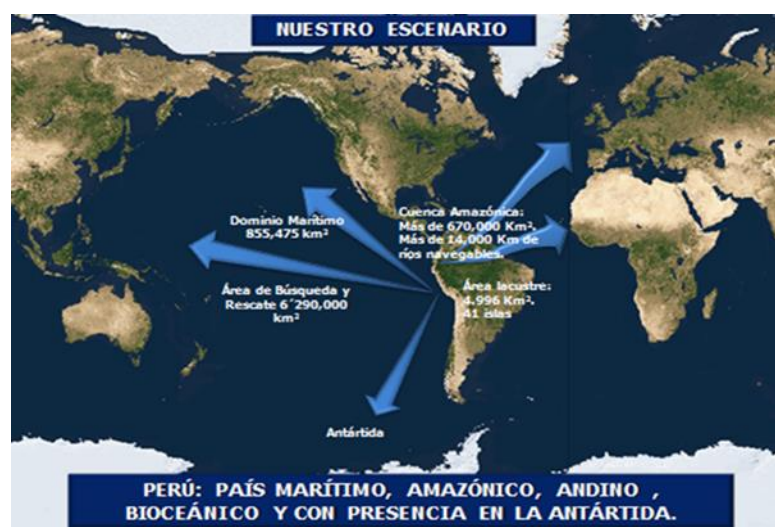 NUESTRO ESCENARIO
Dominio Marítimo
855,475 km²
Cuenca Amazónica:
Más de 670,000 Km².
Más de 14,000 Km de
ríos navegables.
Área de Búsqueda y
Rescate 6´290,000
km²
Área lacustre:
4.996 Km².
41 islas
Antártida
PERÚ: PAÍS MARÍTIMO, AMAZÓNICO, ANDINO ,
BIOCEÁNICO Y CON PRESENCIA EN LA ANTÁRTIDA.